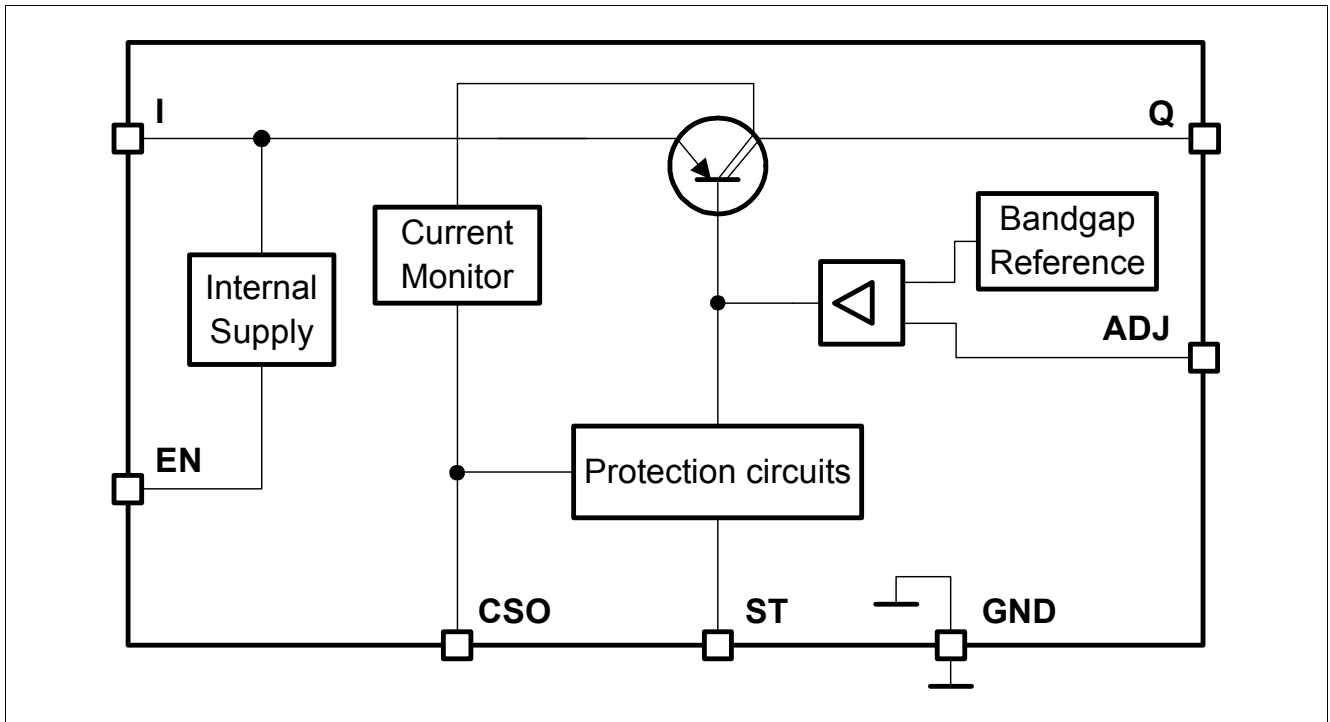 I
Q
Current
Monitor
Bandgap
Reference
Internal
Supply
ADJ
EN
Protection circuits
CSO
ST
GND